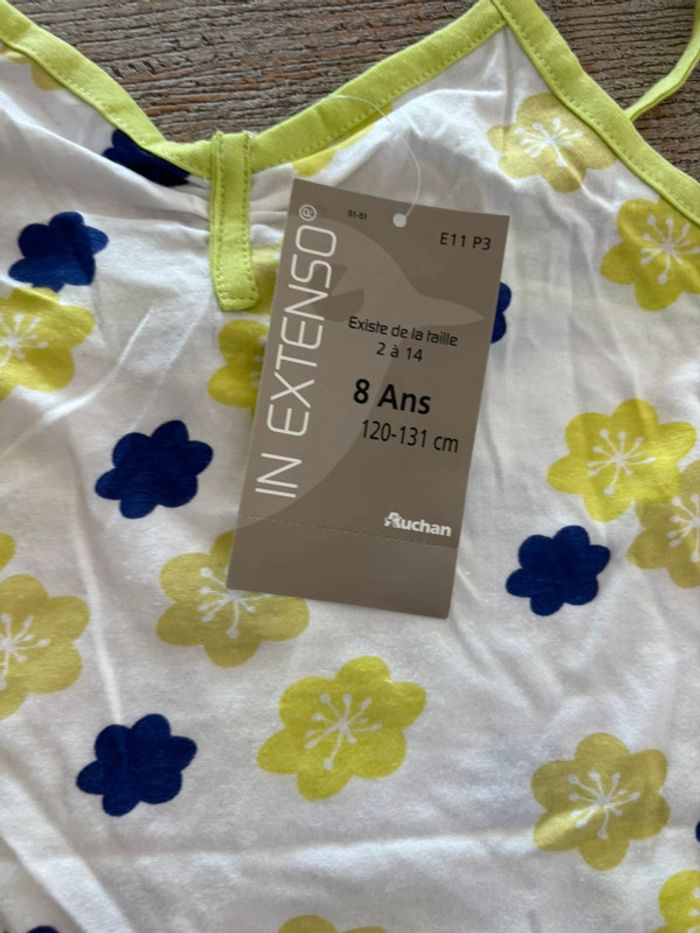 S1-S1
E11 P3
IN EXTENSO®
Existe de la taille
2 à 14
8 Ans
120-131 cm
Auchan